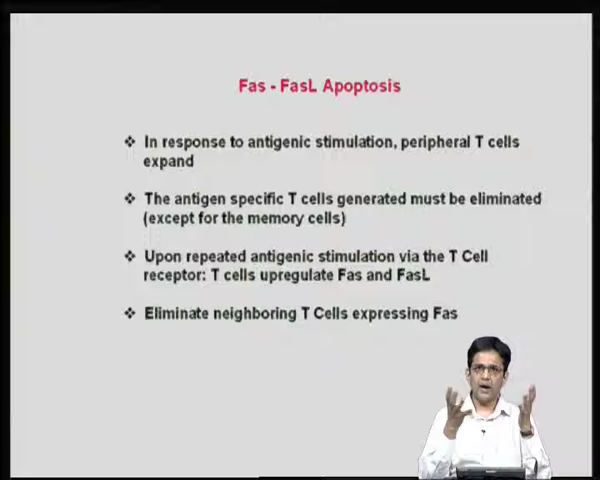 Fas - FasL Apoptosis
❖ In response to antigenic stimulation, peripheral T cells
expand
❖ The antigen specific T cells generated must be eliminated
(except for the memory cells)
❖ Upon repeated antigenic stimulation via the T Cell
receptor: T cells upregulate Fas and FasL
❖ Eliminate neighboring T Cells expressing Fas